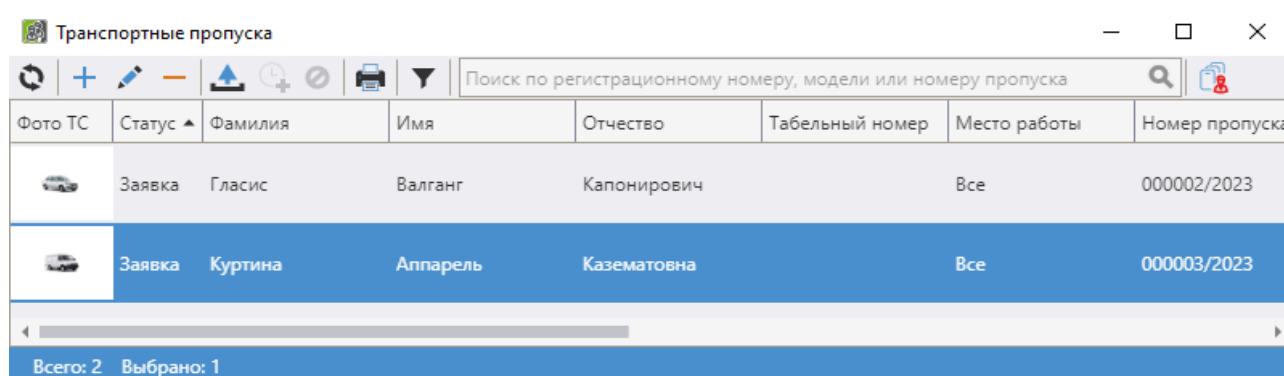 Транспортные пропуска
Поиск по регистрационному номеру, модели или номеру пропуска
Фото ТС Статус Фамилия Имя Отчество Табельный номер Место работы Номер пропуска
Заявка Гласис Валганг Капонирович Все 000002/2023
Заявка Куртина Аппарель Казематовна Все 000003/2023
Всего: 2 Выбрано: 1